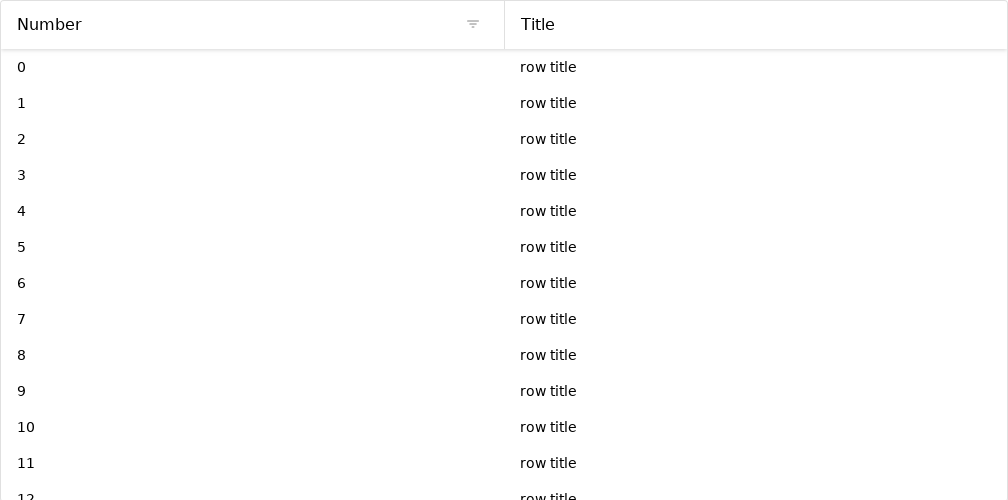 Number Title
0 row title
1 row title
2 row title
3 row title
4 row title
5 row title
6 row title
7 row title
8 row title
9 row title
10 row title
11 row title
12 row title